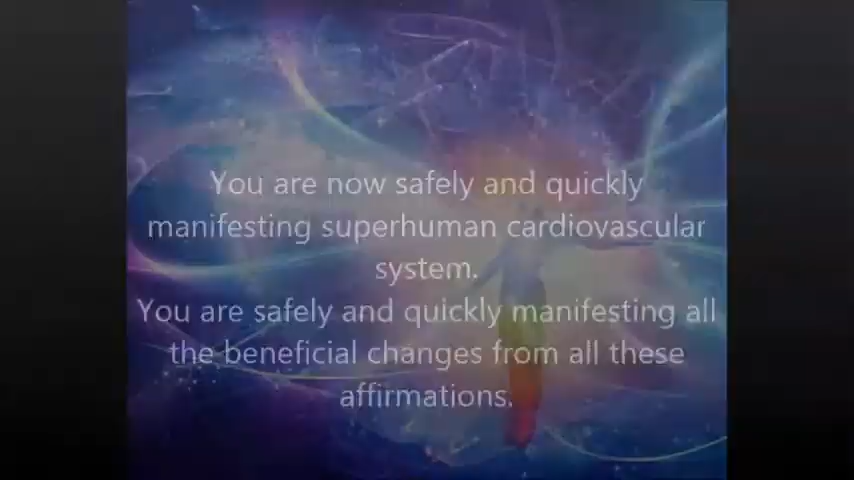 You are now safely and quickly
manifesting superhuman cardiovascular
system.
You are safely and quickly manifesting all
the beneficial changes from all these
affirmations.